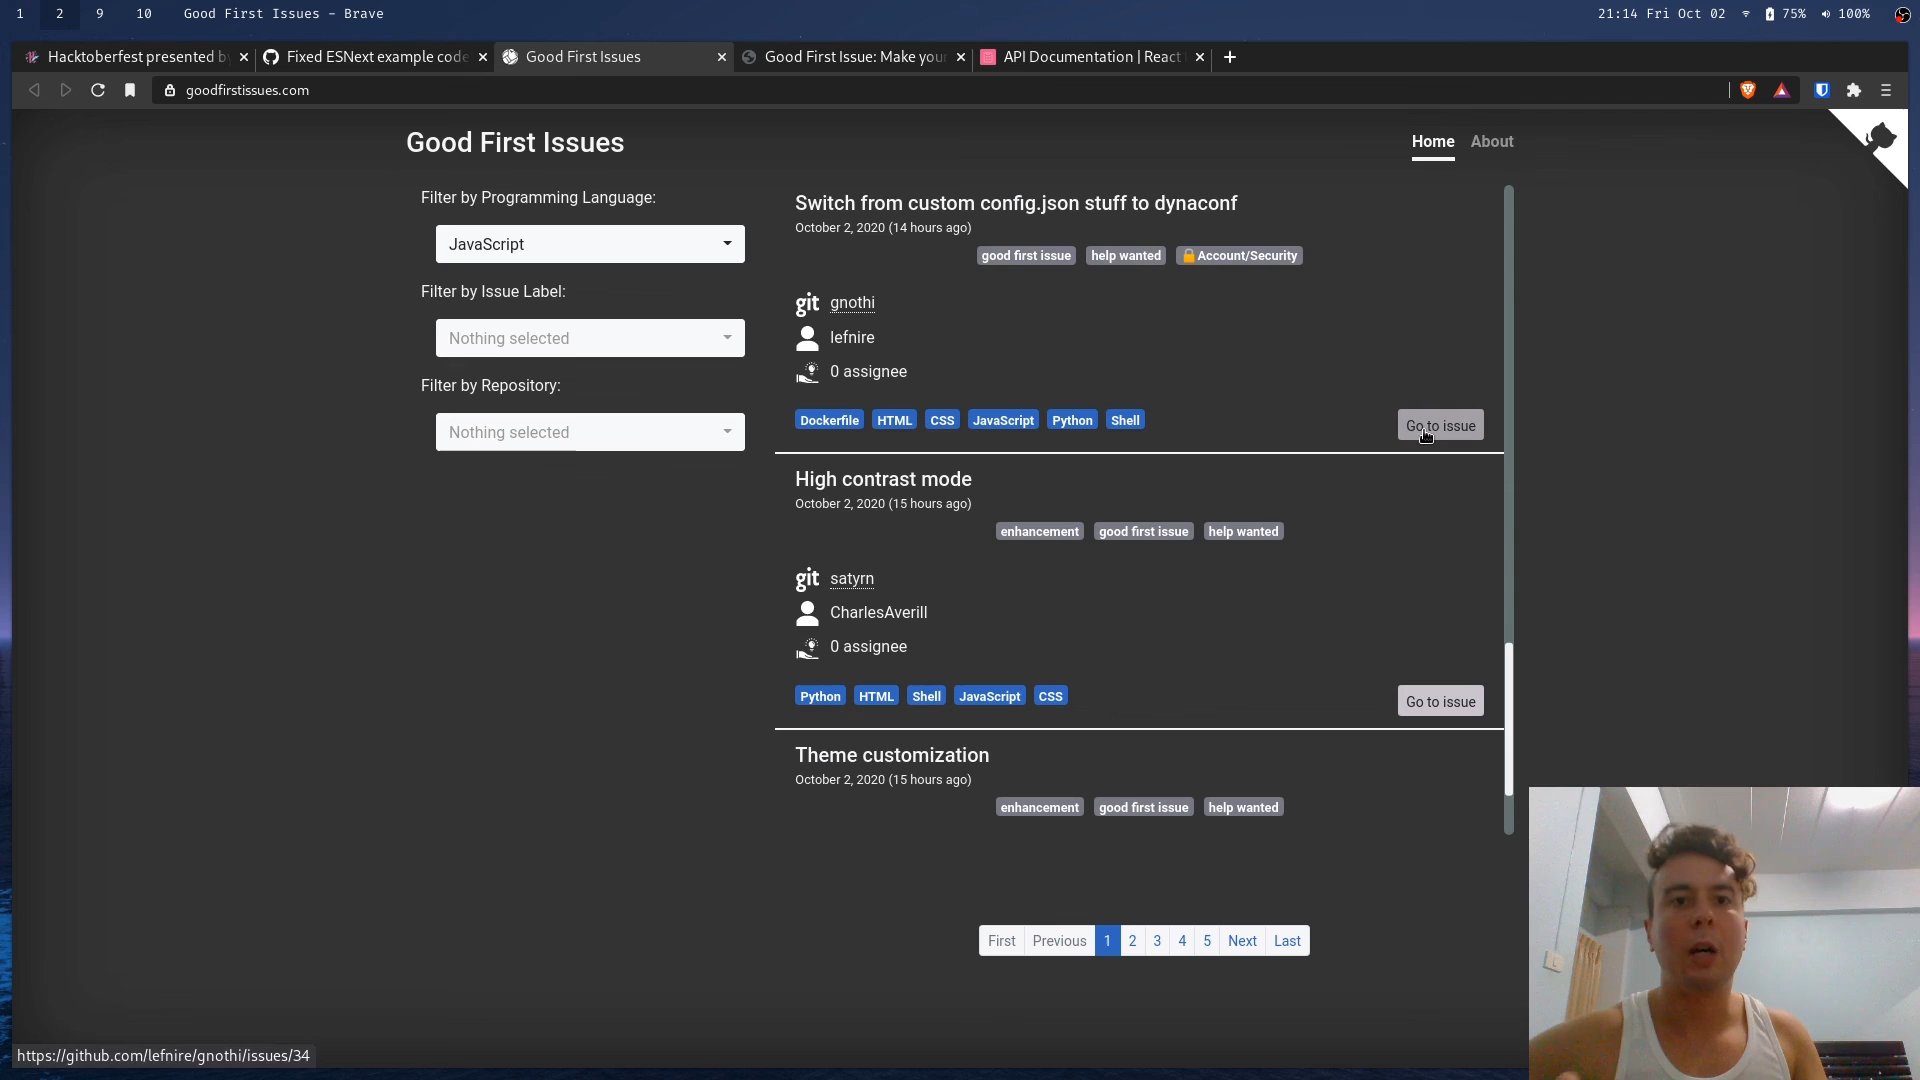 1 2 9 10 Good First Issues - Brave 21:14 Fri Oct 02 75% 100%
Hacktoberfest presented by Fixed ESNext example code Good First Issues Good First Issue: Make your API Documentation | React
goodfirstissues.com
Good First Issues
Home About
Filter by Programming Language:
JavaScript
Filter by Issue Label:
Nothing selected
Filter by Repository:
Nothing selected
Switch from custom config.json stuff to dynaconf
October 2, 2020 (14 hours ago)
good first issue help wanted 🔒Account/Security
git gnothi
lefnire
0 assignee
Dockerfile HTML CSS JavaScript Python Shell
Go to issue
High contrast mode
October 2, 2020 (15 hours ago)
enhancement good first issue help wanted
git satyrn
CharlesAverill
0 assignee
Python HTML Shell JavaScript CSS
Go to issue
Theme customization
October 2, 2020 (15 hours ago)
enhancement good first issue help wanted
First Previous 1 2 3 4 5 Next Last
https://github.com/lefnire/gnothi/issues/34